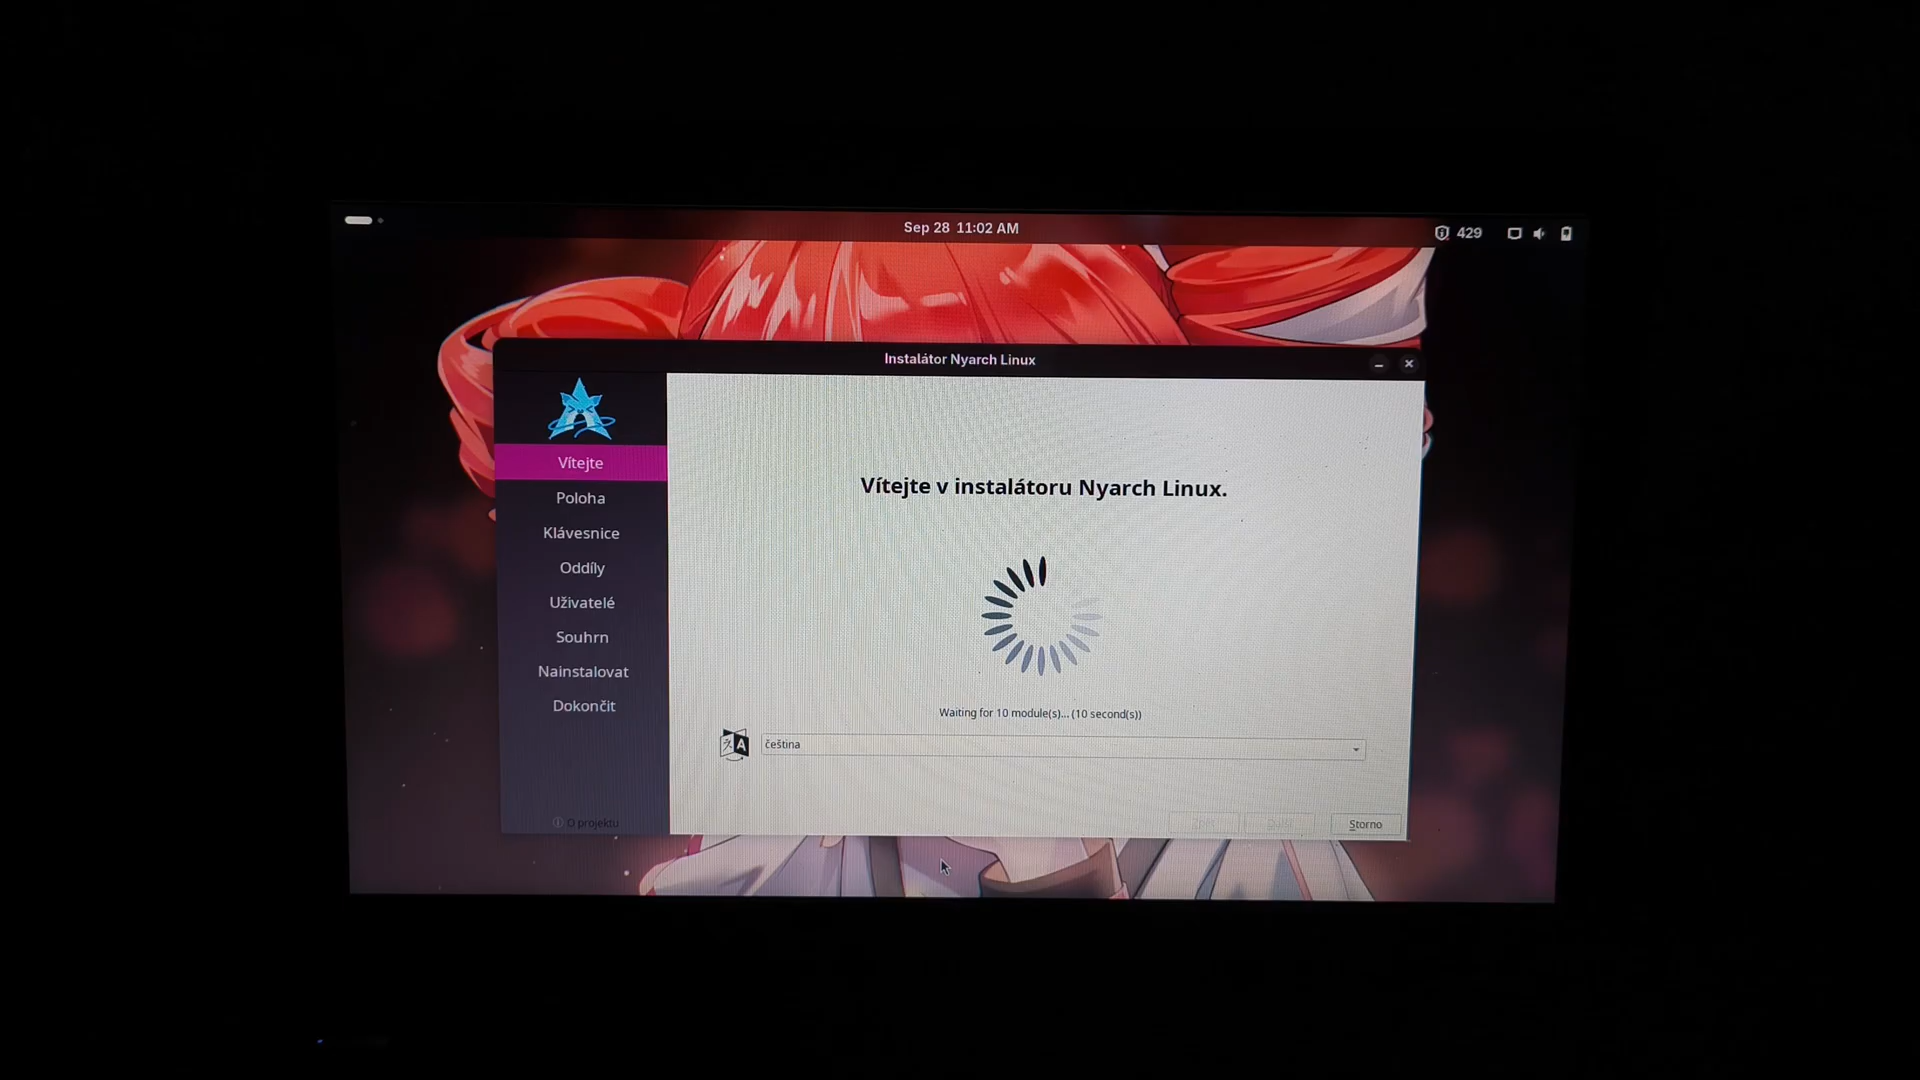 Sep 28 11:02 AM
429
Instalátor Nyarch Linux
Vítejte
Poloha
Klávesnice
Oddíly
Uživatelé
Souhrn
Nainstalovat
Dokončit
O projektu
Vítejte v instalátoru Nyarch Linux.
Waiting for 10 module(s)... (10 second(s))
čeština
Storno